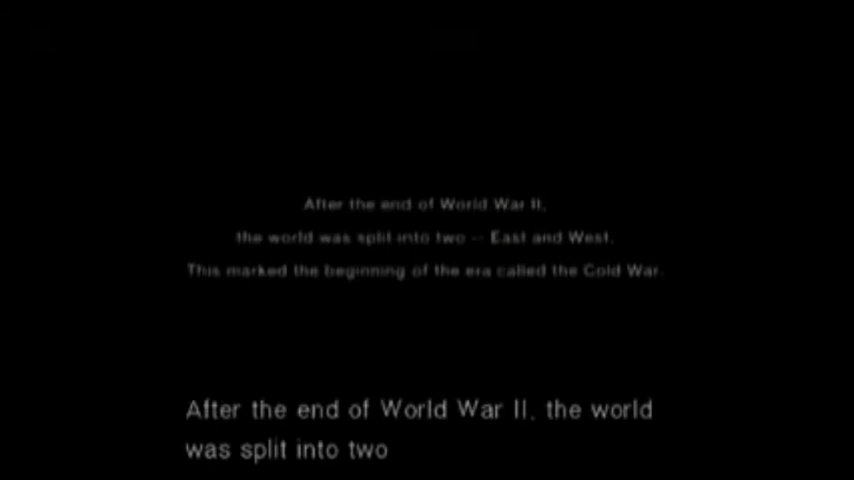 After the end of World War II,
the world was split into two -- East and West.
This marked the beginning of the era called the Cold War.
After the end of World War II, the world
was split into two